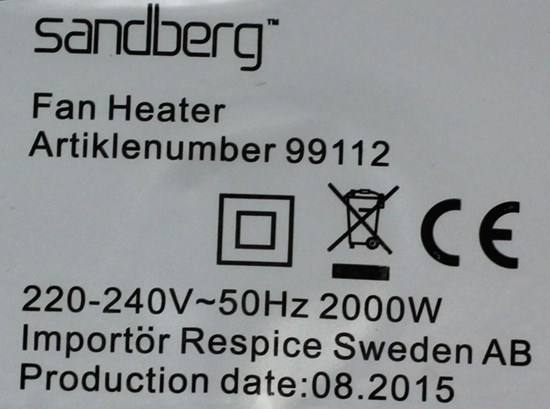 sandberg™
Fan Heater
Artiklenumber 99112
CE
220-240V~50Hz 2000W
Importör Respice Sweden AB
Production date:08.2015